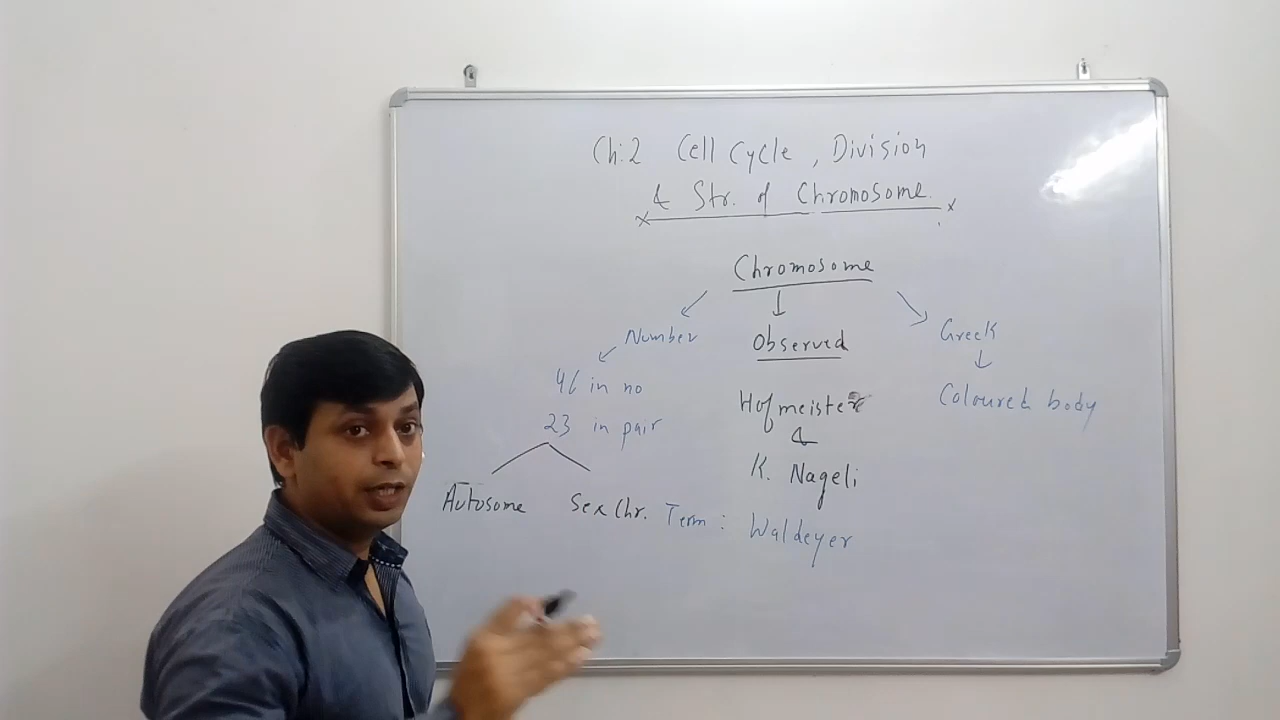 Ch:2 Cell Cycle, Division
& Str. of Chromosome.
Chromosome
Number
46 in no
23 in pair
Autosome
Sex Chr.
Observed
Hofmeister
&
K. Nageli
Term : Waldeyer
Greek
Coloured body